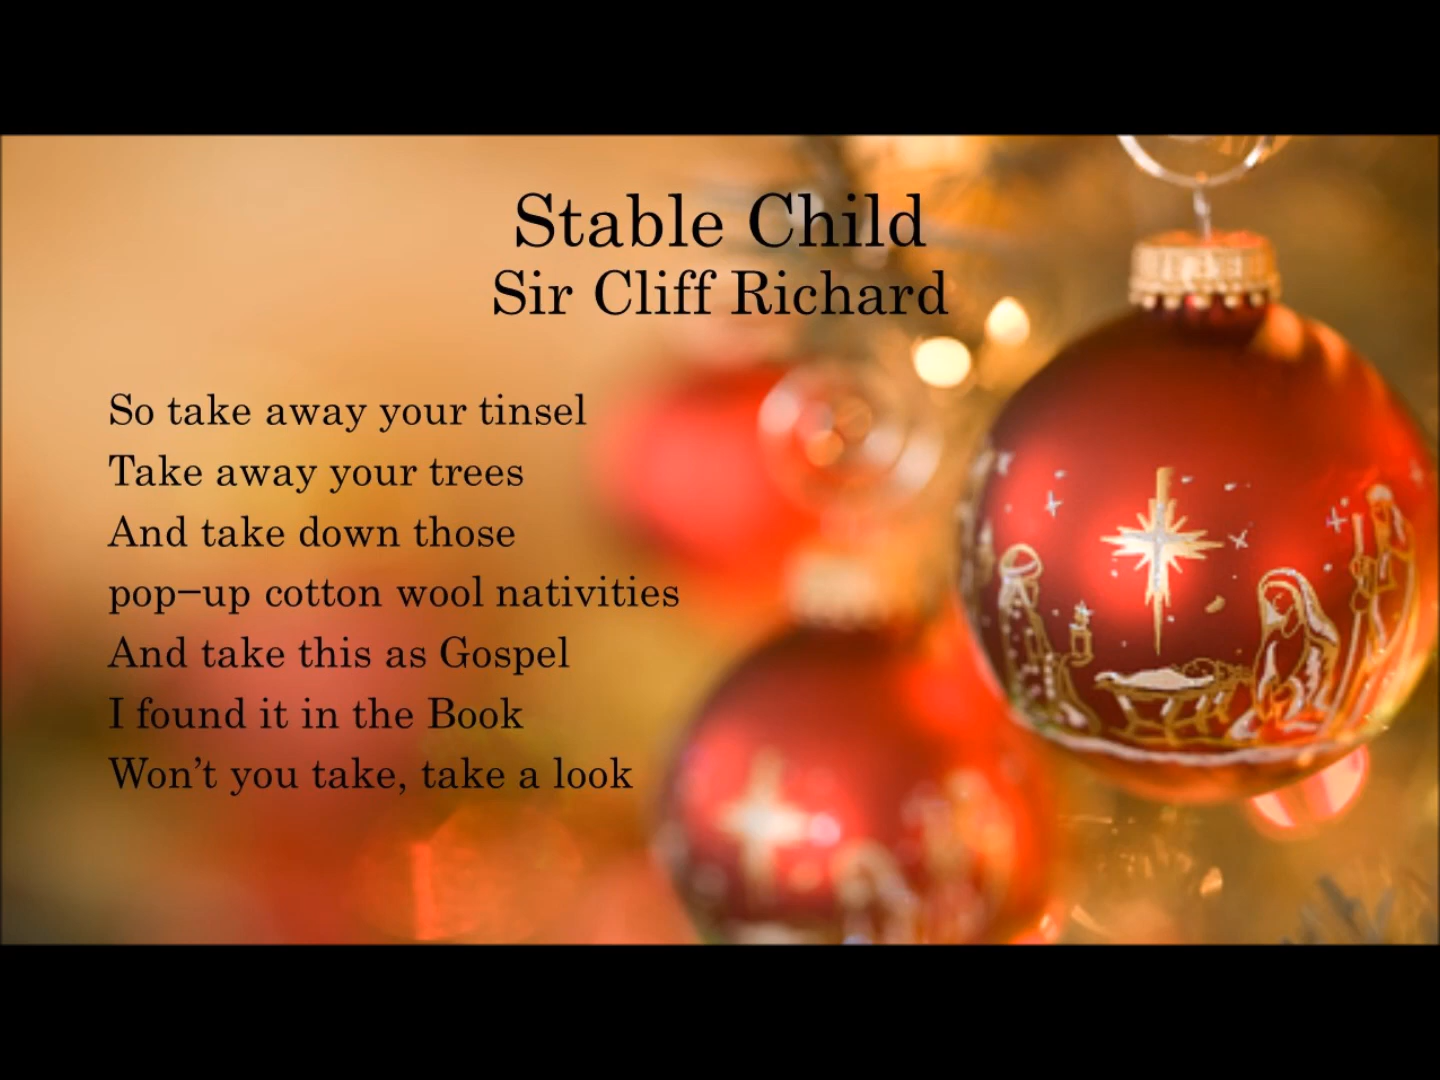 Stable Child
Sir Cliff Richard
So take away your tinsel
Take away your trees
And take down those
pop-up cotton wool nativities
And take this as Gospel
I found it in the Book
Won’t you take, take a look